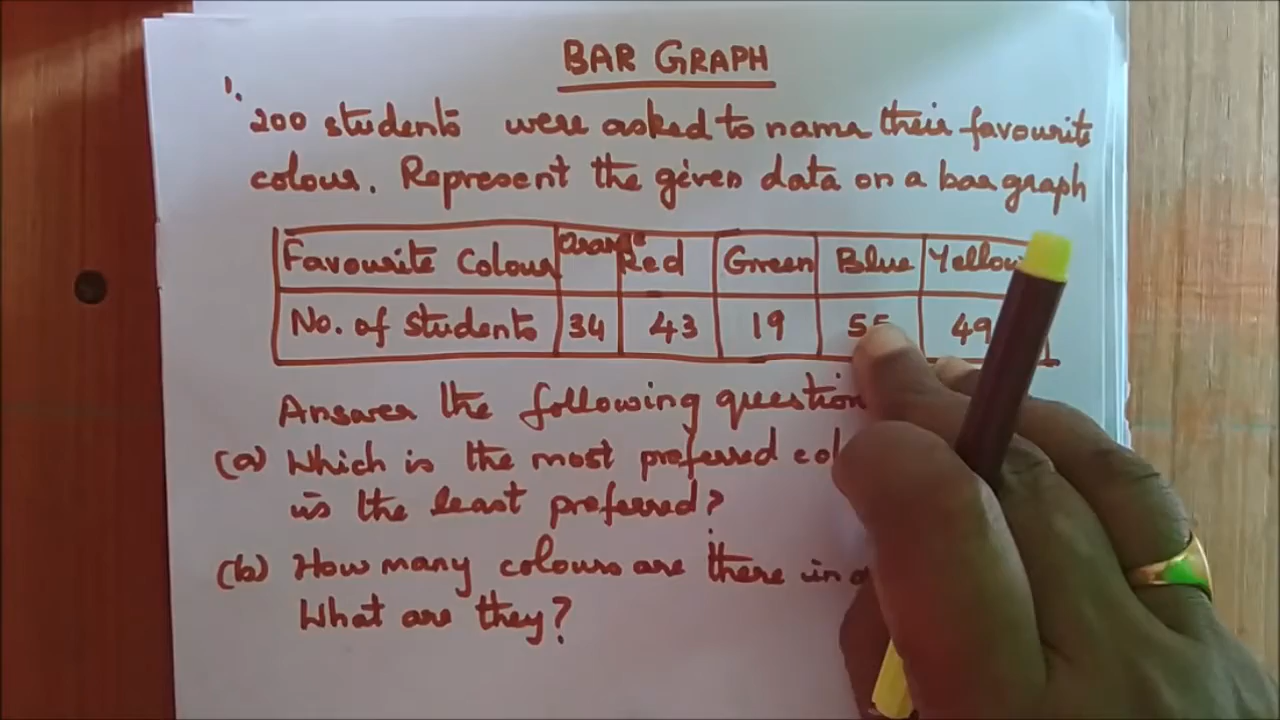 BAR GRAPH
1.
200 students were asked to name their favourite
colour. Represent the given data on a bar graph
Favourite Colour Orange Red Green Blue Yellow
No. of students 34 43 19 55 49
Answer the following question
(a) Which is the most preferred col
is the least preferred?
(b) How many colours are there in a
What are they?